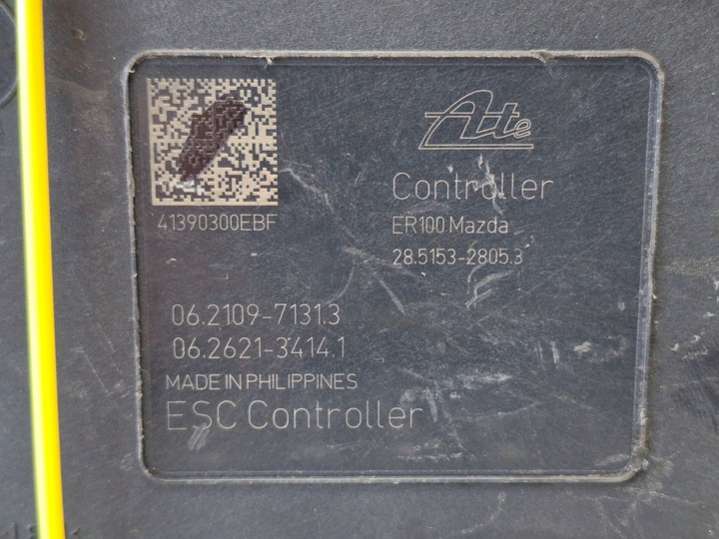 Ate
41390300EBF
Controller
ER100 Mazda
28.5153-2805.3
06.2109-7131.3
06.2621-3414.1
MADE IN PHILIPPINES
ESC Controller